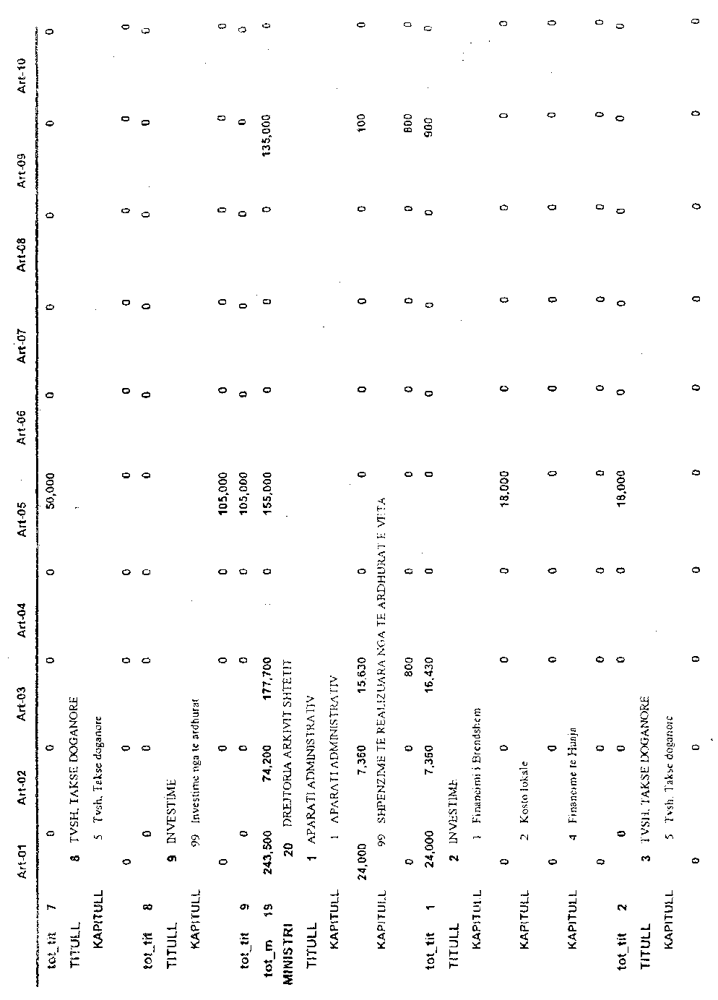 Art-01 Art-02 Art-03 Art-04 Art-05 Art-06 Art-07 Art-08 Art-09 Art-10
tot_tit 7 0 0 0 0 50,000 0 0 0 0 0
TITULL 8 TVSH, TAKSE DOGANORE
KAPITULL 5 Tvsh, Takse doganore
0 0 0 0 0 0 0 0 0 0
tot_tit 8 0 0 0 0 0 0 0 0 0 0
TITULL 9 INVESTIME
KAPITULL 99 Investime nga te ardhurat
0 0 0 0 105,000 0 0 0 0 0
tot_tit 9 0 0 0 0 105,000 0 0 0 0 0
tot_m 19 243,500 74,200 177,700 0 155,000 0 0 0 135,000 0
MINISTRI 20 DREJTORIA ARKIVIT SHTETIT
TITULL 1 APARATI ADMINISTRATIV
KAPITULL 1 APARATI ADMINISTRATIV
24,000 7,360 15,630 0 0 0 0 0 100 0
KAPITULL 99 SHPENZIME TE REALIZUARA NGA TE ARDHURAT E VETA
0 0 800 0 0 0 0 0 800 0
tot_tit 1 24,000 7,360 16,430 0 0 0 0 0 900 0
TITULL 2 INVESTIME
KAPITULL 1 Financimi i Brendshem
0 0 0 0 18,000 0 0 0 0 0
KAPITULL 2 Kosto lokale
0 0 0 0 0 0 0 0 0 0
KAPITULL 4 Financime te Huaja
0 0 0 0 0 0 0 0 0 0
tot_tit 2 0 0 0 0 18,000 0 0 0 0 0
TITULL 3 TVSH, TAKSE DOGANORE
KAPITULL 5 Tvsh, Takse doganore
0 0 0 0 0 0 0 0 0 0